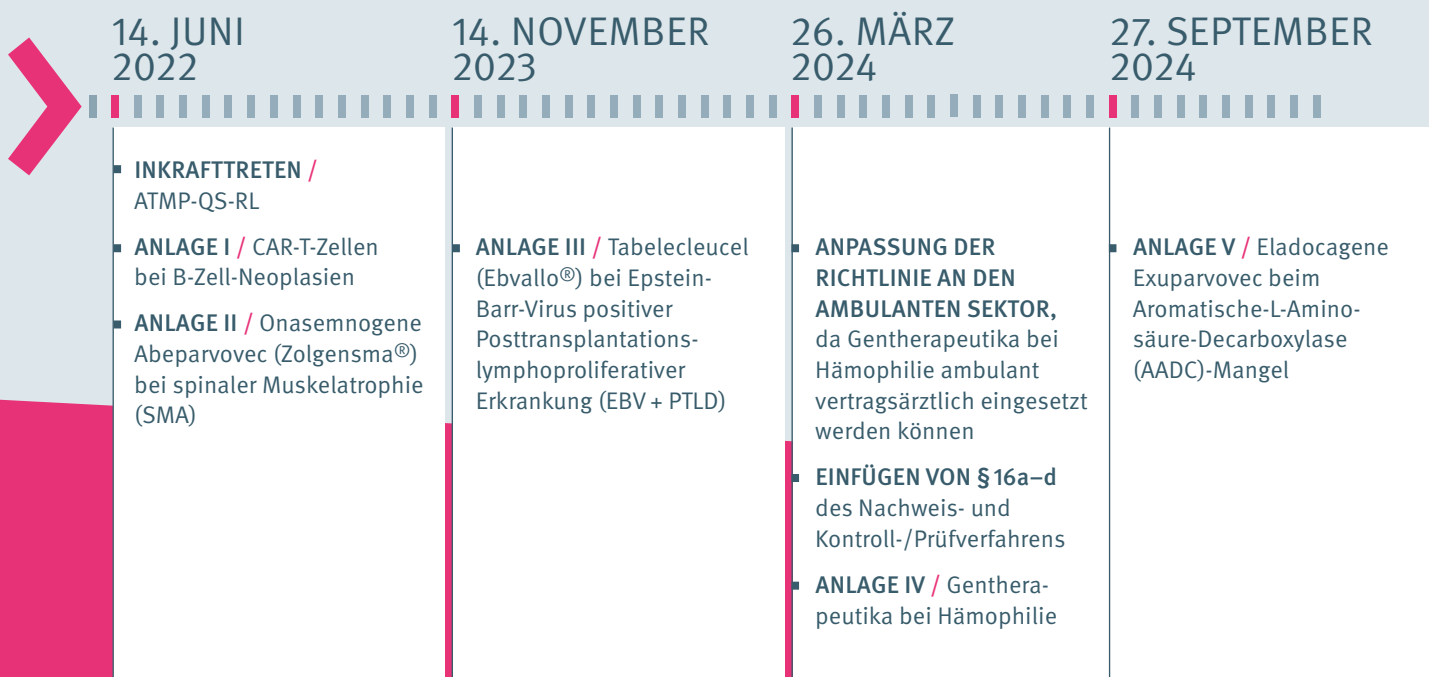 14. JUNI
2022
14. NOVEMBER
2023
26. MÄRZ
2024
27. SEPTEMBER
2024
INKRAFTTRETEN /
ATMP-QS-RL
ANLAGE I / CAR-T-Zellen
bei B-Zell-Neoplasien
ANLAGE II / Onasemnogene
Abeparvovec (Zolgensma®)
bei spinaler Muskelatrophie
(SMA)
ANLAGE III / Tabelecleucel
(Ebvallo®) bei Epstein-
Barr-Virus positiver
Posttransplantations-
lymphoproliferativer
Erkrankung (EBV + PTLD)
ANPASSUNG DER
RICHTLINIE AN DEN
AMBULANTEN SEKTOR,
da Gentherapeutika bei
Hämophilie ambulant
vertragsärztlich eingesetzt
werden können
EINFÜGEN VON § 16a–d
des Nachweis- und
Kontroll-/Prüfverfahrens
ANLAGE IV / Genthera-
peutika bei Hämophilie
ANLAGE V / Eladocagene
Exuparvovec beim
Aromatische-L-Amino-
säure-Decarboxylase
(AADC)-Mangel